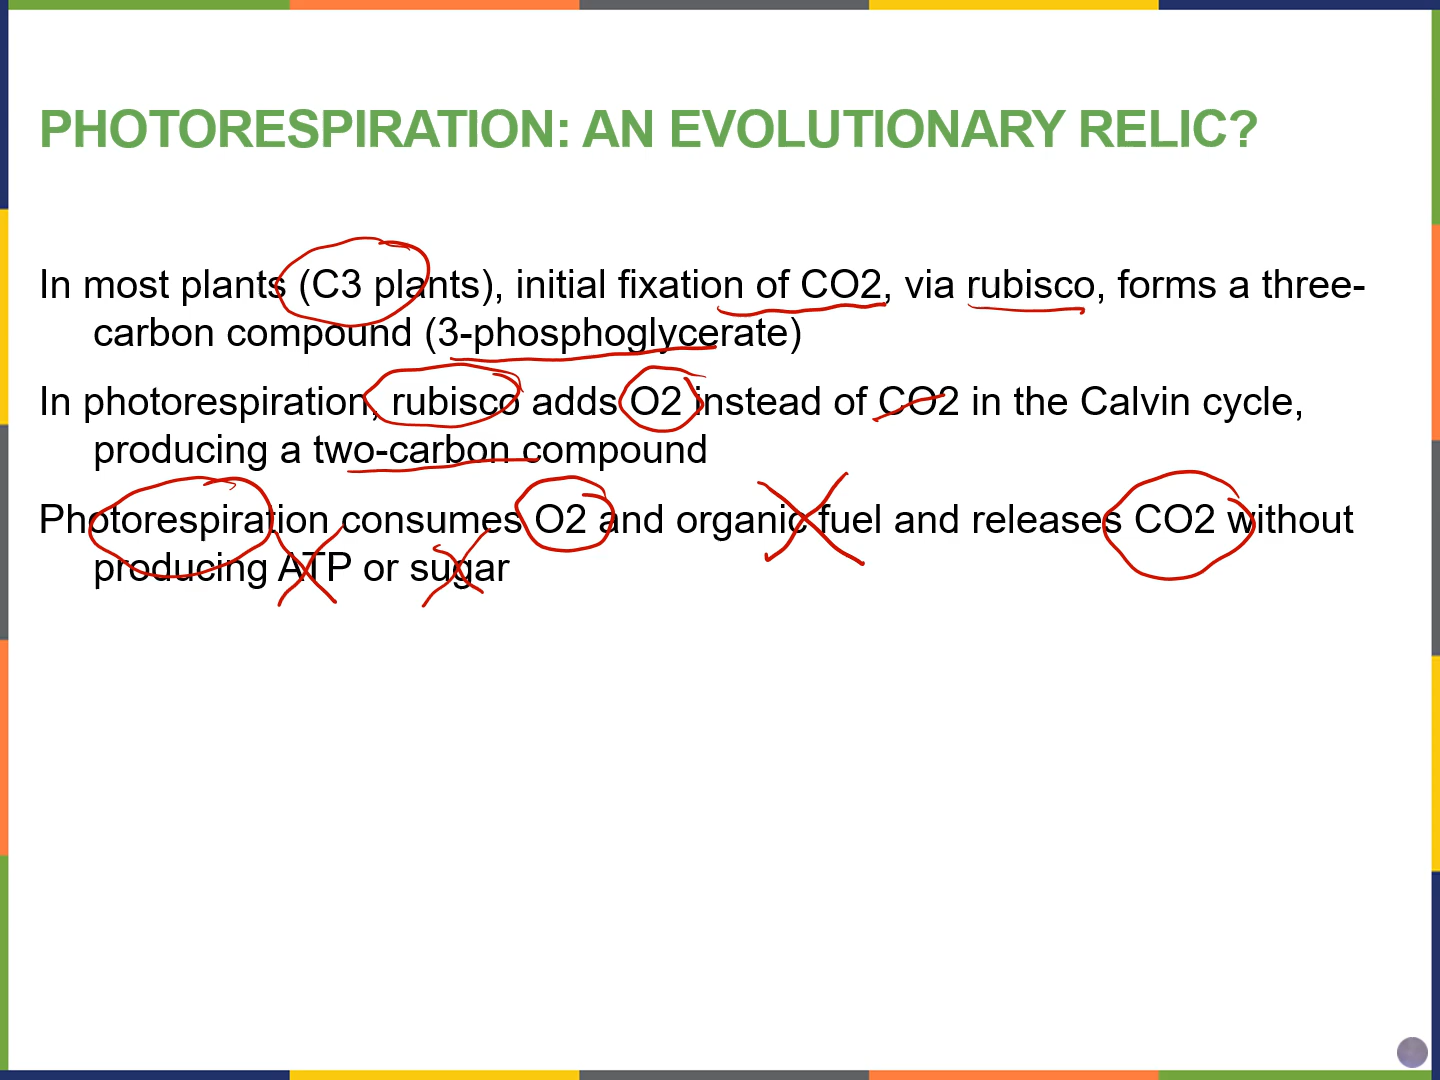 PHOTORESPIRATION: AN EVOLUTIONARY RELIC?
In most plants (C3 plants), initial fixation of CO2, via rubisco, forms a three-
carbon compound (3-phosphoglycerate)
In photorespiration, rubisco adds O2 instead of CO2 in the Calvin cycle,
producing a two-carbon compound
Photorespiration consumes O2 and organic fuel and releases CO2 without
producing ATP or sugar